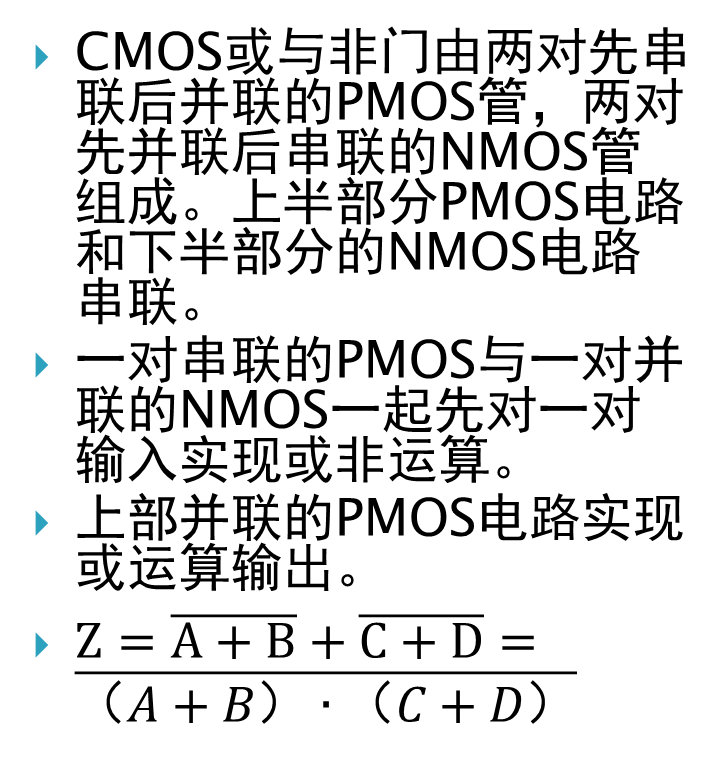 CMOS或与非门由两对先串
联后并联的PMOS管，两对
先并联后串联的NMOS管
组成。上半部分PMOS电路
和下半部分的NMOS电路
串联。
一对串联的PMOS与一对并
联的NMOS一起先对一对
输入实现或非运算。
上部并联的PMOS电路实现
或运算输出。
Z = \overline{A + B} + \overline{C + D} =
\overline{（A + B）·（C + D）}